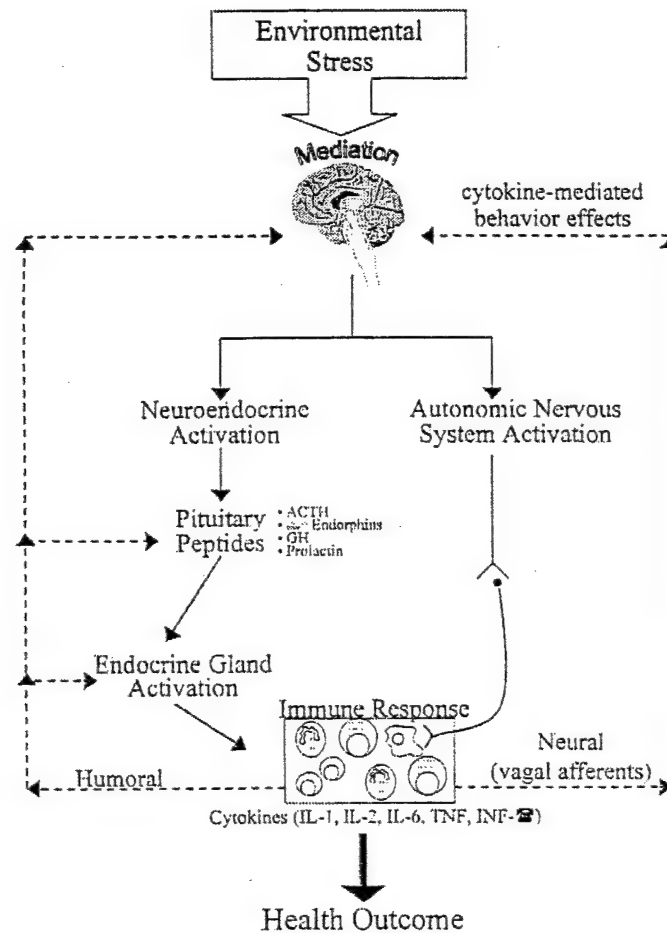 Environmental
Stress
Mediation
cytokine-mediated
behavior effects
Neuroendocrine
Activation
Autonomic Nervous
System Activation
Pituitary
Peptides
• ACTH
• Endorphins
• GH
• Prolactin
Endocrine Gland
Activation
Immune Response
Humoral
Neural
(vagal afferents)
Cytokines (IL-1, IL-2, IL-6, TNF, INF-☎)
Health Outcome